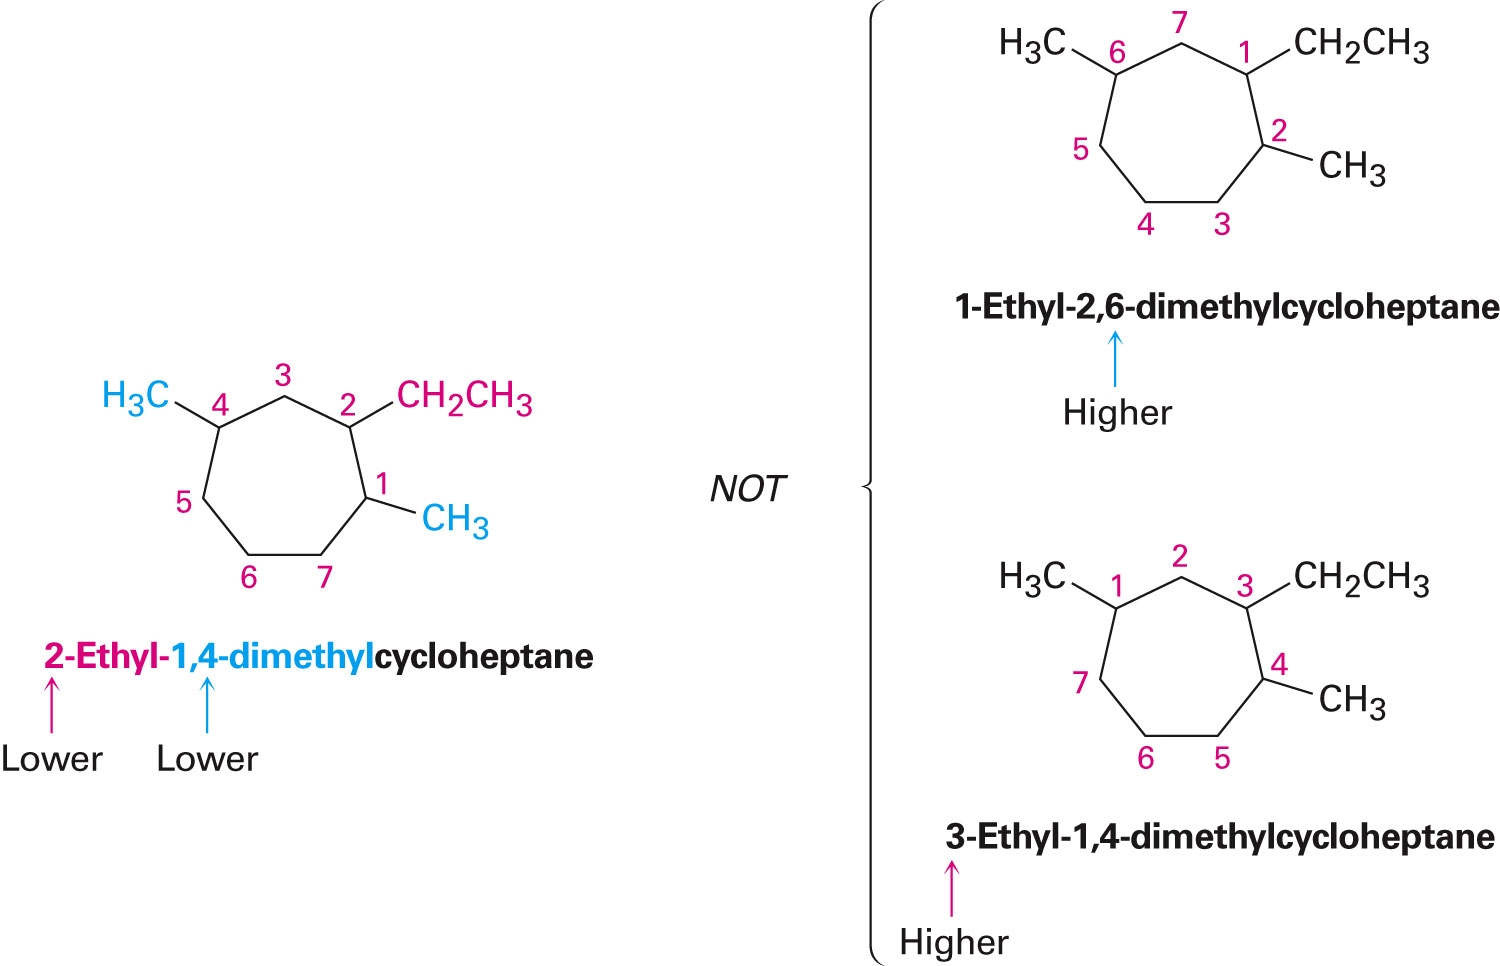 H₃C
4
3
2
CH₂CH₃
5
1
CH₃
6
7
2-Ethyl-1,4-dimethylcycloheptane
Lower
Lower
NOT
H₃C
6
7
1
CH₂CH₃
5
2
CH₃
4
3
1-Ethyl-2,6-dimethylcycloheptane
Higher
H₃C
1
2
3
CH₂CH₃
7
4
CH₃
6
5
3-Ethyl-1,4-dimethylcycloheptane
Higher